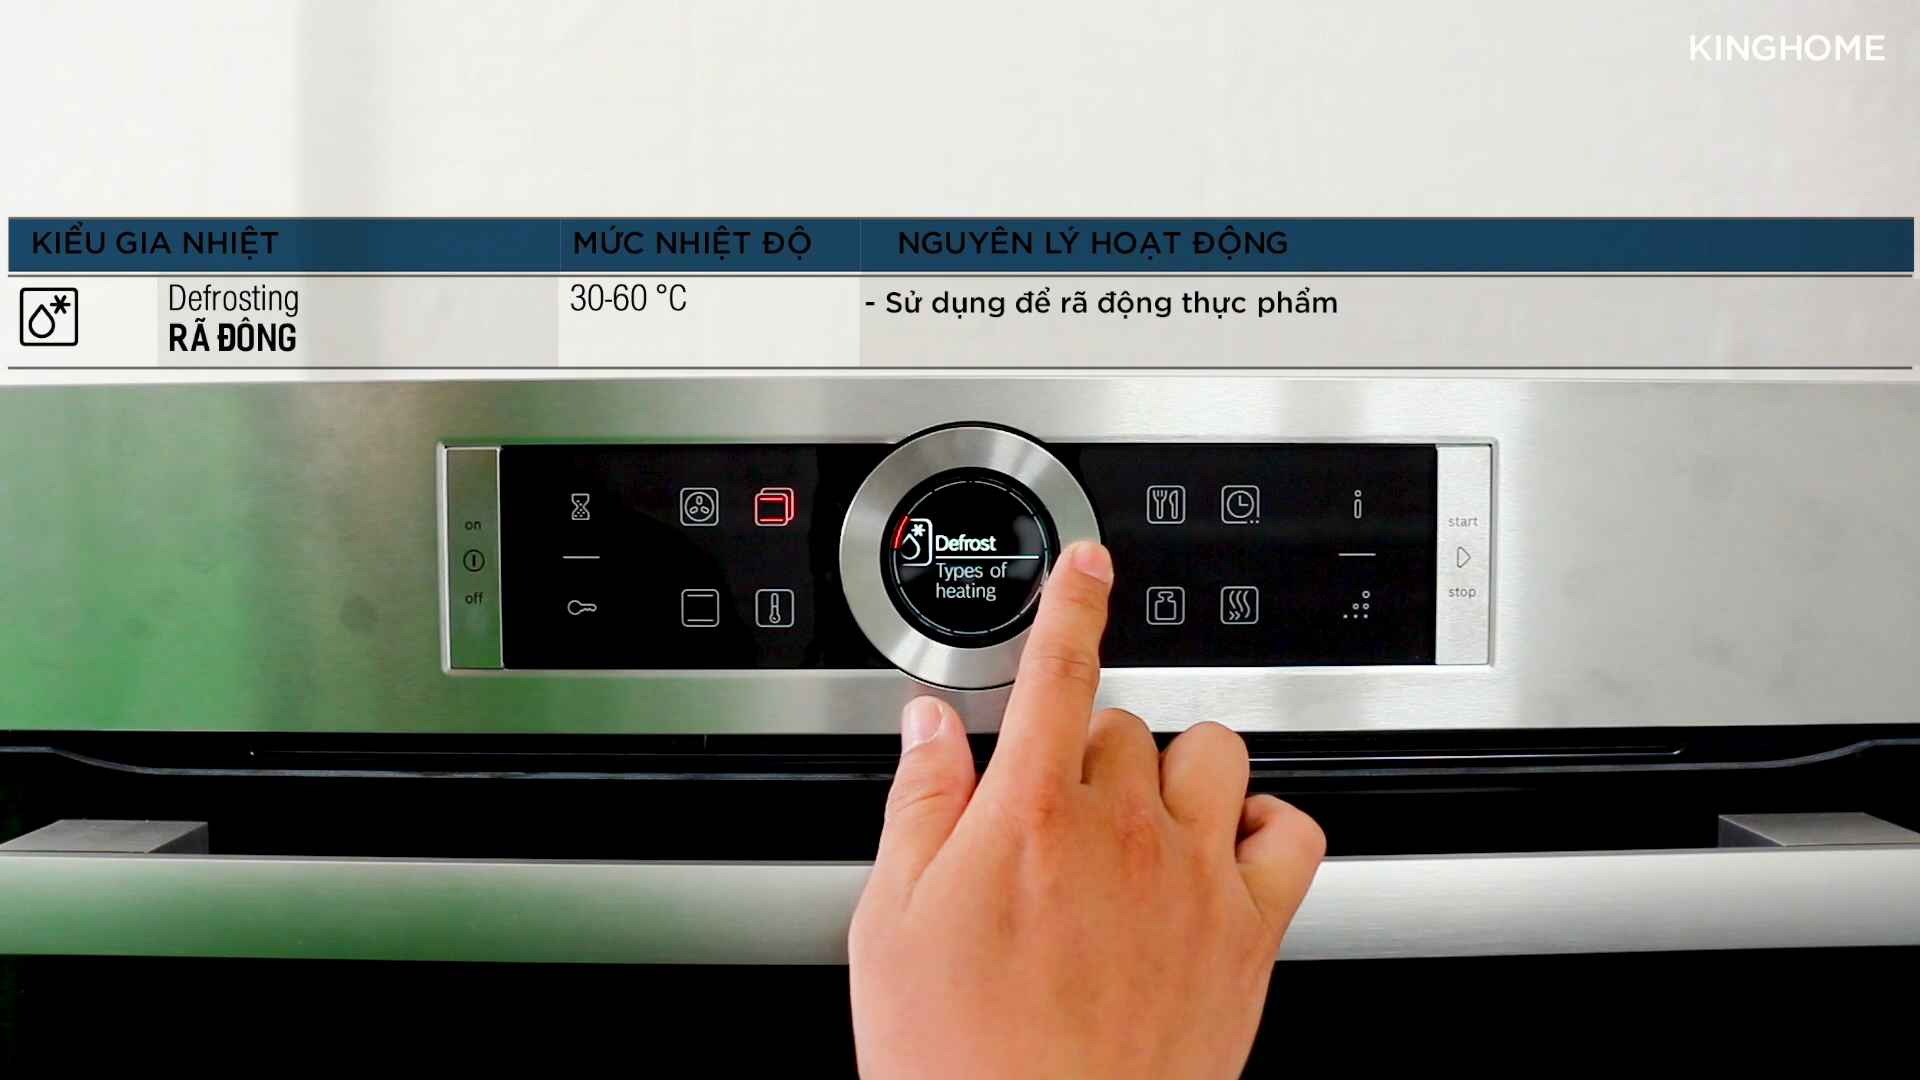 KINGHOME
KIỂU GIA NHIỆT
MỨC NHIỆT ĐỘ
NGUYÊN LÝ HOẠT ĐỘNG
Defrosting
RÃ ĐÔNG
30-60 °C
- Sử dụng để rã động thực phẩm
on
off
Defrost
Types of
heating
i
start
stop